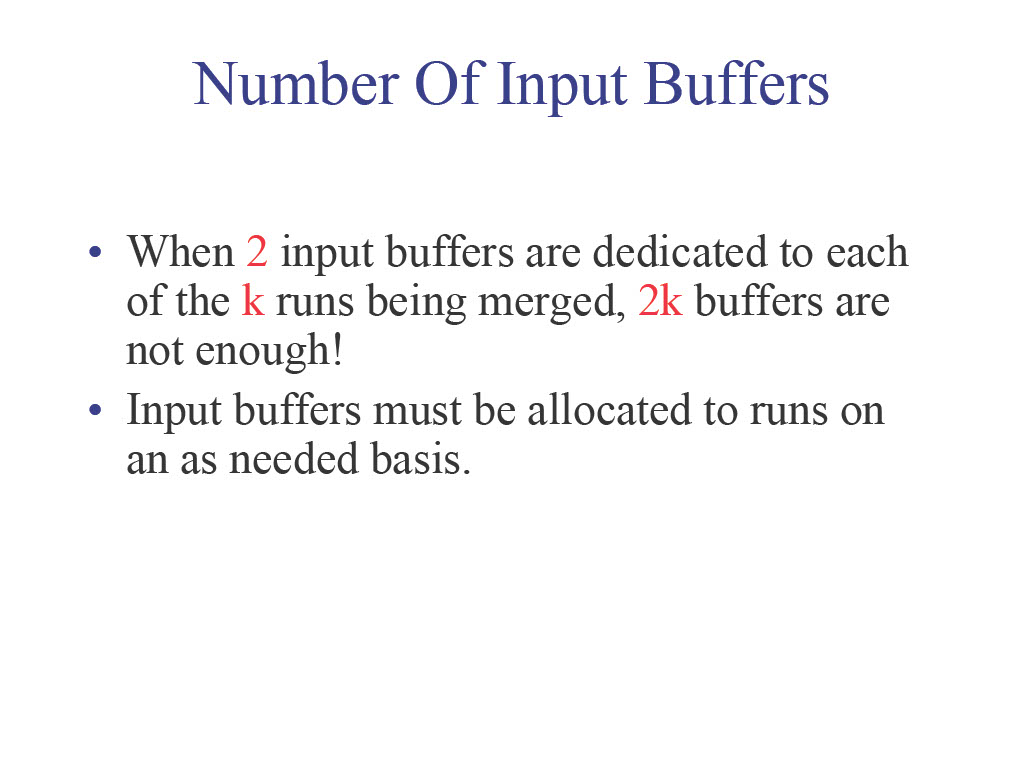 Number Of Input Buffers
• When 2 input buffers are dedicated to each
of the k runs being merged, 2k buffers are
not enough!
• Input buffers must be allocated to runs on
an as needed basis.